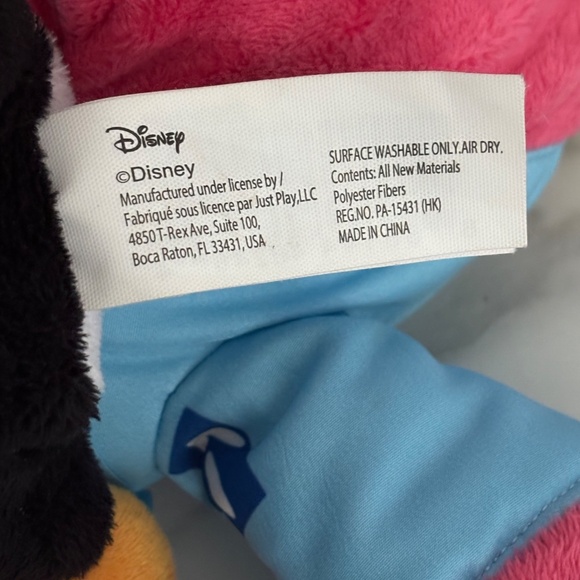 Disney
©Disney
Manufactured under license by /
Fabriqué sous licence par Just Play,LLC
4850 T-Rex Ave, Suite 100,
Boca Raton, FL 33431, USA
SURFACE WASHABLE ONLY.AIR DRY.
Contents: All New Materials
Polyester Fibers
REG.NO. PA-15431 (HK)
MADE IN CHINA